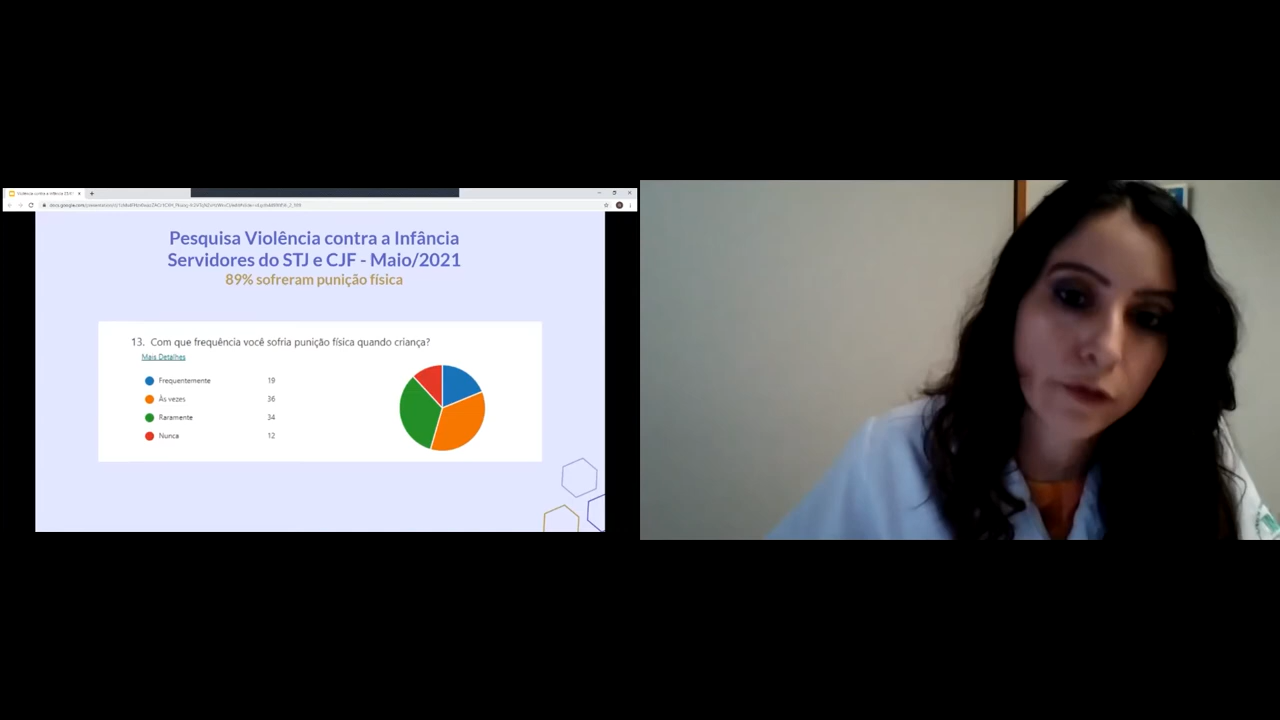 Pesquisa Violência contra a Infância
Servidores do STJ e CJF - Maio/2021
89% sofreram punição física
13. Com que frequência você sofria punição física quando criança?
Mais Detalhes
Frequentemente 19
Às vezes 36
Raramente 34
Nunca 12